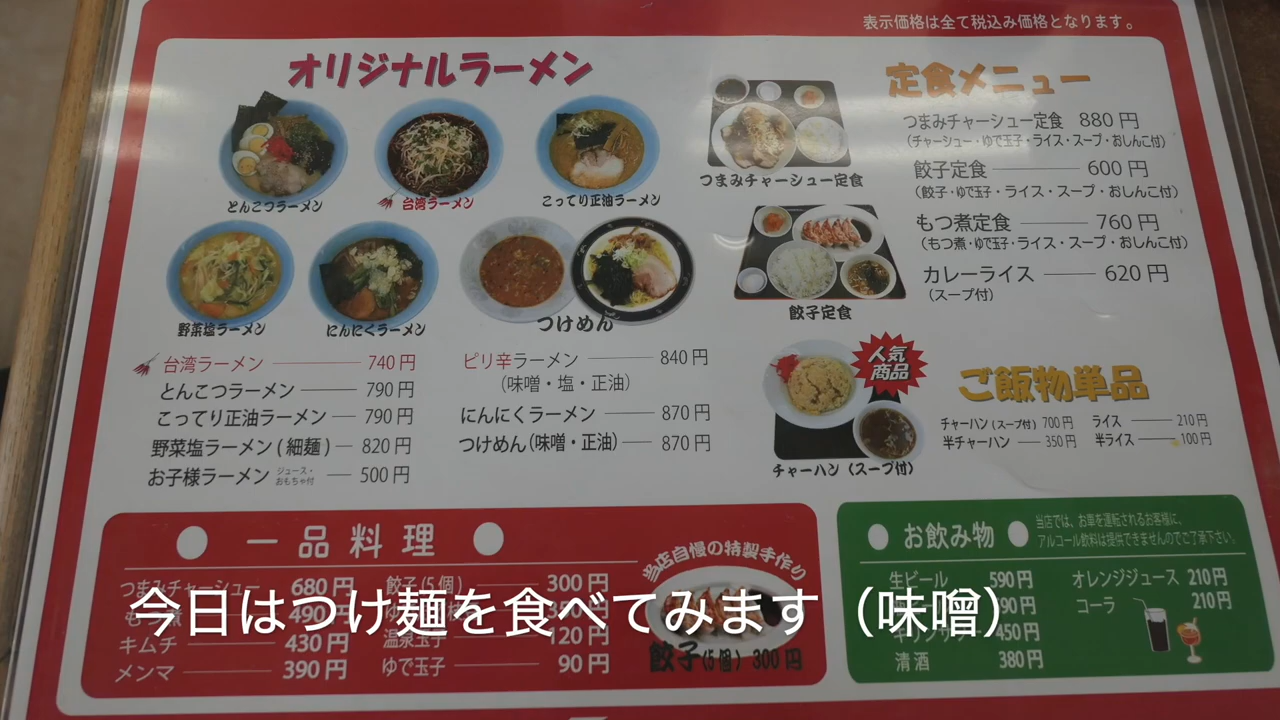 表示価格は全て税込み価格となります。
オリジナルラーメン
とんこつラーメン
台湾ラーメン
こってり正油ラーメン
野菜塩ラーメン
にんにくラーメン
つけめん
台湾ラーメン 740円
とんこつラーメン 790円
こってり正油ラーメン 790円
野菜塩ラーメン(細麺) 820円
お子様ラーメン ジュース・おもちゃ付 500円
ピリ辛ラーメン 840円
(味噌・塩・正油)
にんにくラーメン 870円
つけめん(味噌・正油) 870円
つまみチャーシュー定食
餃子定食
定食メニュー
つまみチャーシュー定食 880円
(チャーシュー・ゆで玉子・ライス・スープ・おしんこ付)
餃子定食 600円
(餃子・ゆで玉子・ライス・スープ・おしんこ付)
もつ煮定食 760円
(もつ煮・ゆで玉子・ライス・スープ・おしんこ付)
カレーライス 620円
(スープ付)
人気
商品
チャーハン(スープ付)
ご飯物単品
チャーハン(スープ付) 700円
半チャーハン 350円
ライス 210円
半ライス 100円
一品料理
つまみチャーシュー 680円
490円
キムチ 430円
メンマ 390円
餃子(5個) 300円
温泉玉子 120円
ゆで玉子 90円
当店自慢の特製手作り
餃子(5個) 300円
お飲み物
当店では、お車を運転されるお客様に、
アルコール飲料は提供できませんのでご了承下さい。
生ビール 590円
450円
清酒 380円
オレンジジュース 210円
コーラ 210円
今日はつけ麺を食べてみます（味噌）